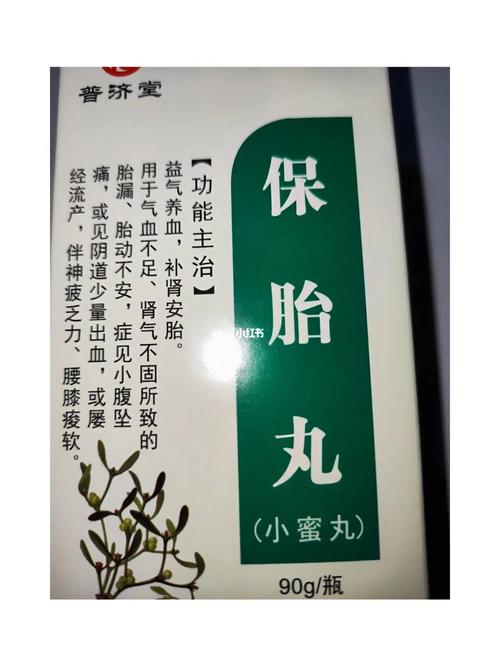 普济堂
保胎丸
（小蜜丸）
90g/瓶
【功能主治】
益气养血，补肾安胎。
用于气血不足、肾气不固所致的
胎漏、胎动不安，症见小腹坠
痛，或见阴道少量出血，或屡
经流产，伴神疲乏力、腰膝痠软。
小红书